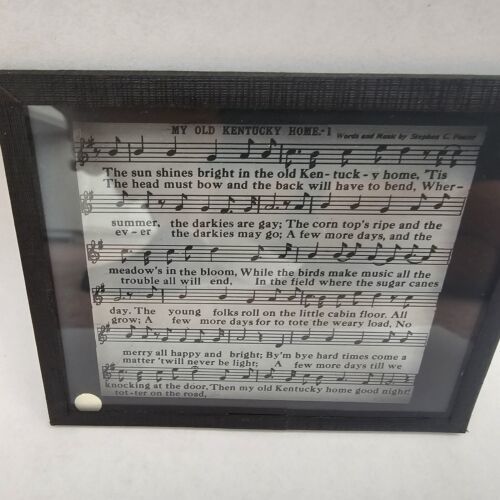 MY OLD KENTUCKY HOME.-1
Words and Music by Stephen C. Foster
The sun shines bright in the old Ken-tuck-y home, 'Tis
The head must bow and the back will have to bend, Wher-
summer, the darkies are gay; The corn top's ripe and the
ev-er the darkies may go; A few more days, and the
meadow's in the bloom, While the birds make music all the
trouble all will end, In the field where the sugar canes
day. The young folks roll on the little cabin floor. All
grow; A few more days for to tote the weary load, No
merry all happy and bright; By'm bye hard times come a
matter 'twill never be light; A few more days till we
knocking at the door, Then my old Kentucky home good night!
tot-ter on the road,